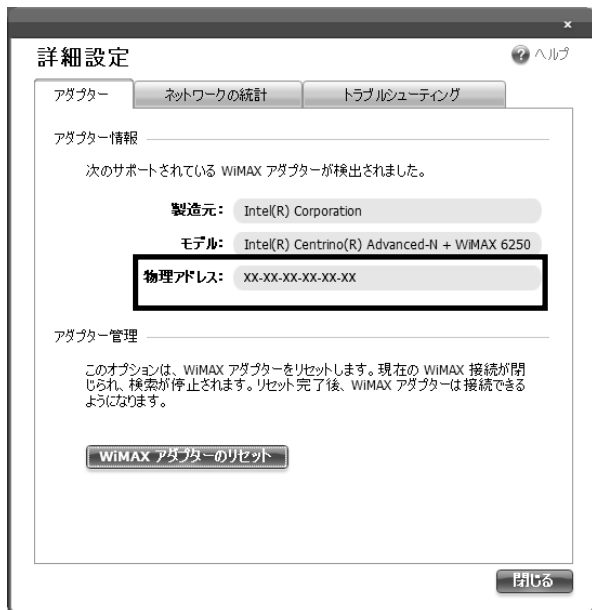 ×
詳細設定
? ヘルプ
アダプター ネットワークの統計 トラブルシューティング
アダプター情報
次のサポートされている WiMAX アダプターが検出されました。
製造元： Intel(R) Corporation
モデル： Intel(R) Centrino(R) Advanced-N + WiMAX 6250
物理アドレス： XX-XX-XX-XX-XX-XX
アダプター管理
このオプションは、WiMAX アダプターをリセットします。現在の WiMAX 接続が閉
じられ、検索が停止されます。リセット完了後、WiMAX アダプターは接続できる
ようになります。
WiMAX アダプターのリセット
閉じる